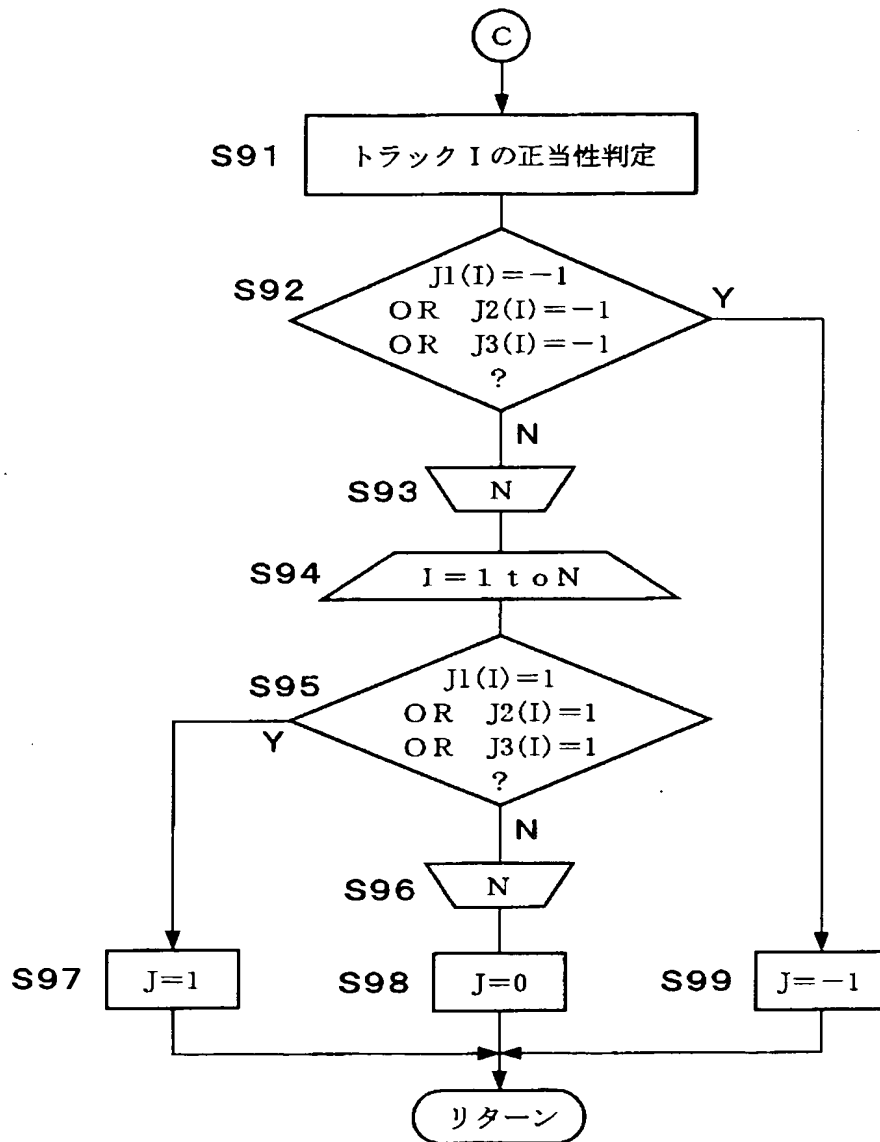 C
S91
トラックIの正当性判定
S92
J1(I)=-1
OR J2(I)=-1
OR J3(I)=-1
?
Y
N
S93
N
S94
I=1 to N
S95
J1(I)=1
OR J2(I)=1
OR J3(I)=1
?
Y
N
S96
N
S97
J=1
S98
J=0
S99
J=-1
リターン